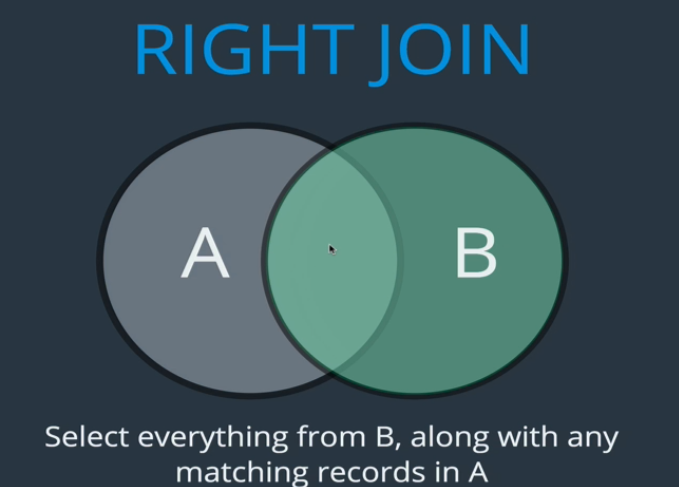 RIGHT JOIN
A
B
Select everything from B, along with any
matching records in A